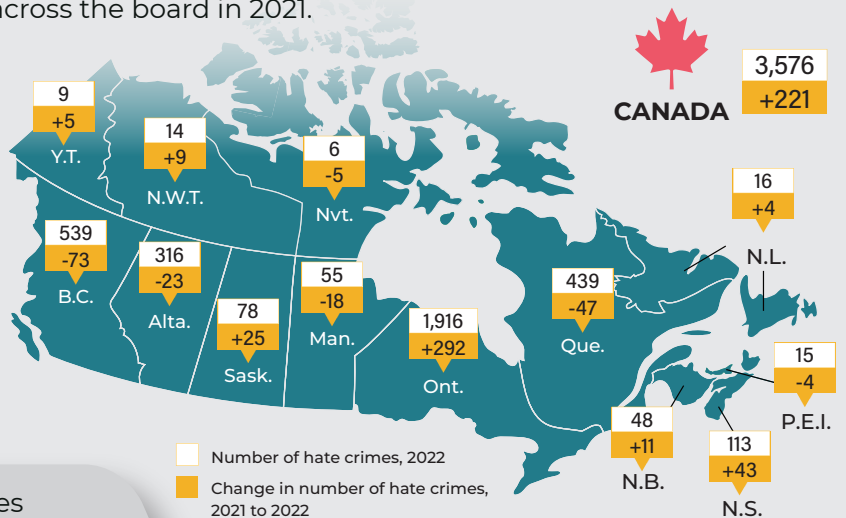 across the board in 2021.
3,576
+221
CANADA
9
+5
Y.T.
14
+9
N.W.T.
6
-5
Nvt.
16
+4
N.L.
539
-73
B.C.
316
-23
Alta.
78
+25
Sask.
55
-18
Man.
1,916
+292
Ont.
439
-47
Que.
15
-4
P.E.I.
48
+11
N.B.
113
+43
N.S.
Number of hate crimes, 2022
Change in number of hate crimes,
2021 to 2022
es